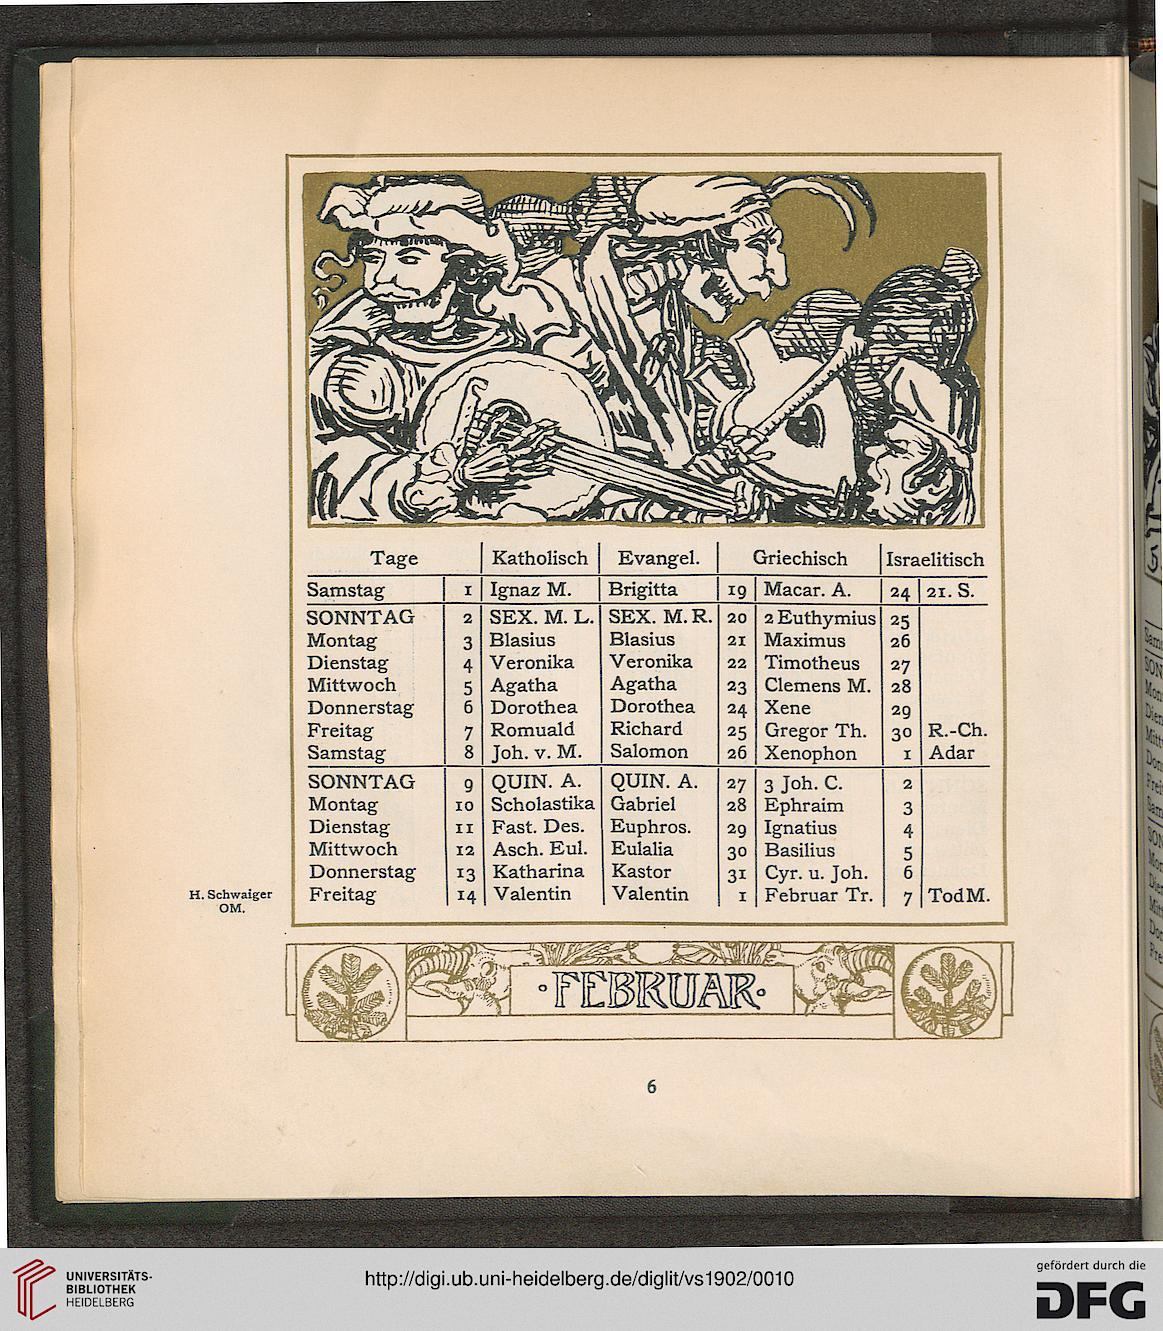 Tage Katholisch Evangel. Griechisch Israelitisch
Samstag 1 Ignaz M. Brigitta 19 Macar. A. 24 21. S.
SONNTAG 2 SEX. M. L. SEX. M. R. 20 2 Euthymius 25
Montag 3 Blasius Blasius 21 Maximus 26
Dienstag 4 Veronika Veronika 22 Timotheus 27
Mittwoch 5 Agatha Agatha 23 Clemens M. 28
Donnerstag 6 Dorothea Dorothea 24 Xene 29
Freitag 7 Romuald Richard 25 Gregor Th. 30 R.-Ch.
Samstag 8 Joh. v. M. Salomon 26 Xenophon 1 Adar
SONNTAG 9 QUIN. A. QUIN. A. 27 3 Joh. C. 2
Montag 10 Scholastika Gabriel 28 Ephraim 3
Dienstag 11 Fast. Des. Euphros. 29 Ignatius 4
Mittwoch 12 Asch. Eul. Eulalia 30 Basilius 5
Donnerstag 13 Katharina Kastor 31 Cyr. u. Joh. 6
Freitag 14 Valentin Valentin 1 Februar Tr. 7 Tod M.
H. Schwaiger
OM.
·FEBRUAR·
6
UNIVERSITÄTS-
BIBLIOTHEK
HEIDELBERG
http://digi.ub.uni-heidelberg.de/diglit/vs1902/0010
gefördert durch die
DFG